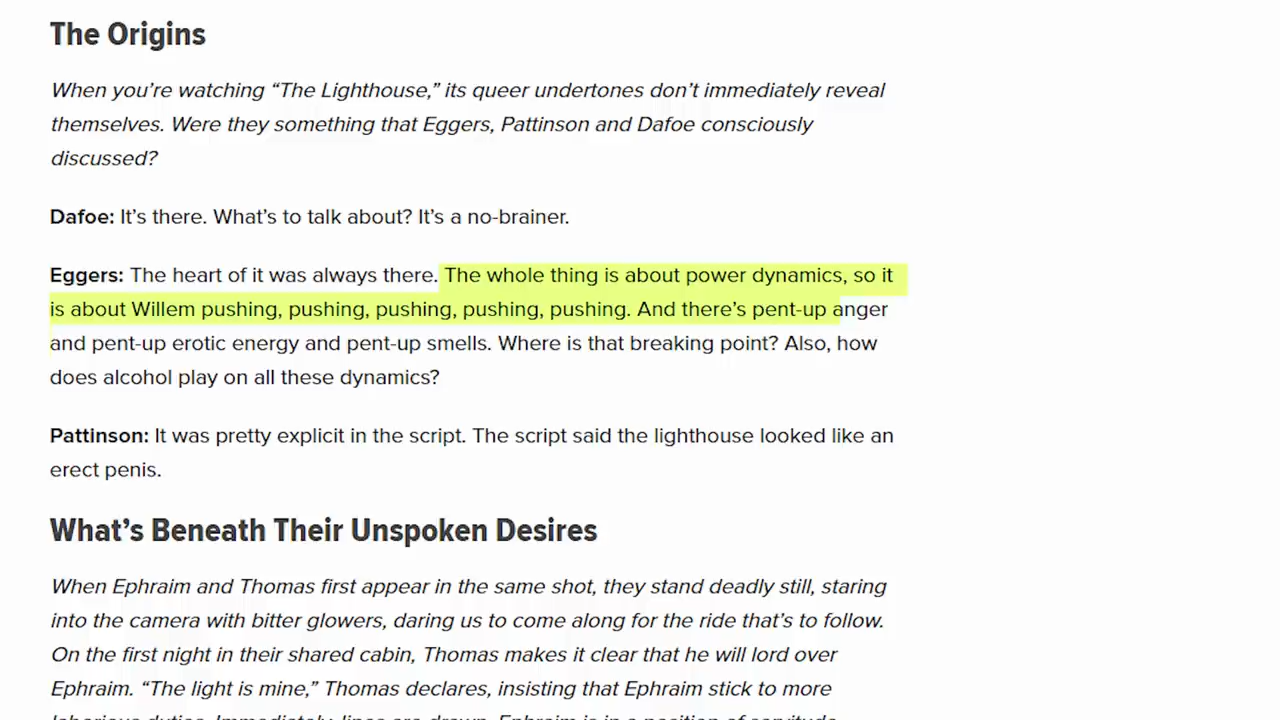 The Origins
When you’re watching “The Lighthouse,” its queer undertones don’t immediately reveal
themselves. Were they something that Eggers, Pattinson and Dafoe consciously
discussed?
Dafoe: It’s there. What’s to talk about? It’s a no-brainer.
Eggers: The heart of it was always there. The whole thing is about power dynamics, so it
is about Willem pushing, pushing, pushing, pushing, pushing. And there’s pent-up anger
and pent-up erotic energy and pent-up smells. Where is that breaking point? Also, how
does alcohol play on all these dynamics?
Pattinson: It was pretty explicit in the script. The script said the lighthouse looked like an
erect penis.
What’s Beneath Their Unspoken Desires
When Ephraim and Thomas first appear in the same shot, they stand deadly still, staring
into the camera with bitter glowers, daring us to come along for the ride that’s to follow.
On the first night in their shared cabin, Thomas makes it clear that he will lord over
Ephraim. “The light is mine,” Thomas declares, insisting that Ephraim stick to more
laborious duties. Immediately, lines are drawn. Ephraim is in a position of servitude